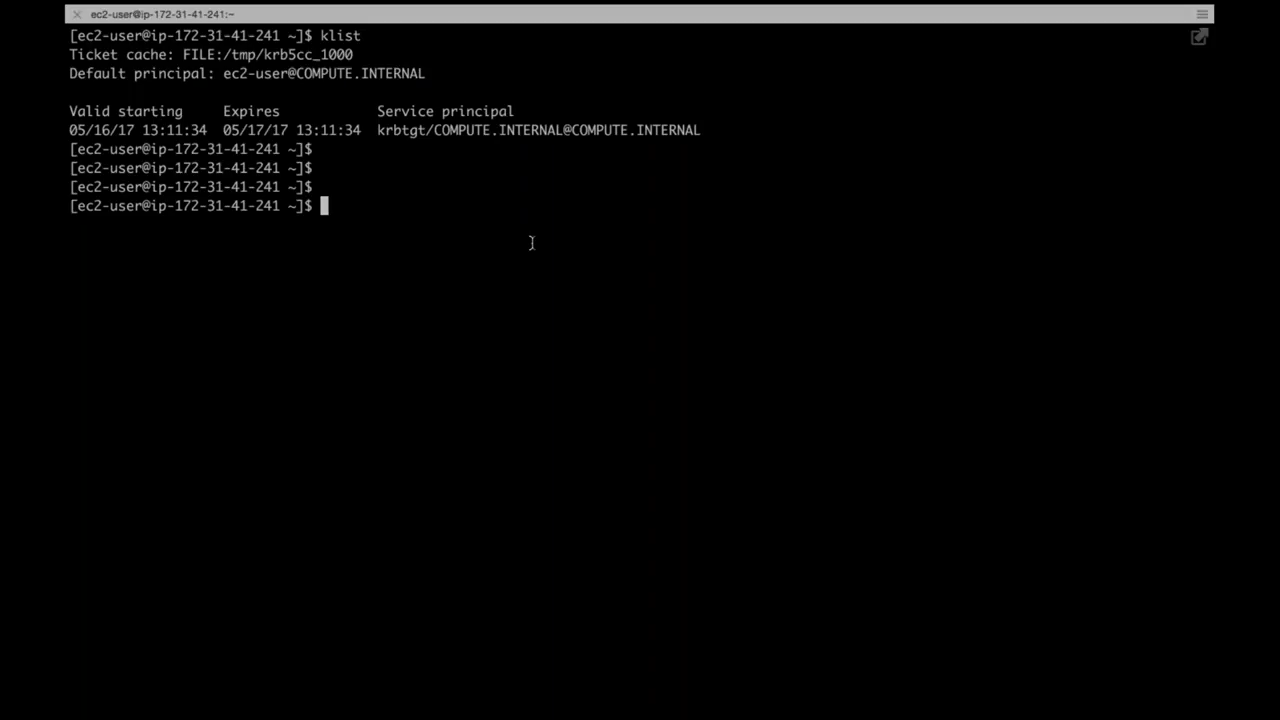 ec2-user@ip-172-31-41-241:~
[ec2-user@ip-172-31-41-241 ~]$ klist
Ticket cache: FILE:/tmp/krb5cc_1000
Default principal: ec2-user@COMPUTE.INTERNAL
Valid starting     Expires            Service principal
05/16/17 13:11:34  05/17/17 13:11:34  krbtgt/COMPUTE.INTERNAL@COMPUTE.INTERNAL
[ec2-user@ip-172-31-41-241 ~]$
[ec2-user@ip-172-31-41-241 ~]$
[ec2-user@ip-172-31-41-241 ~]$
[ec2-user@ip-172-31-41-241 ~]$